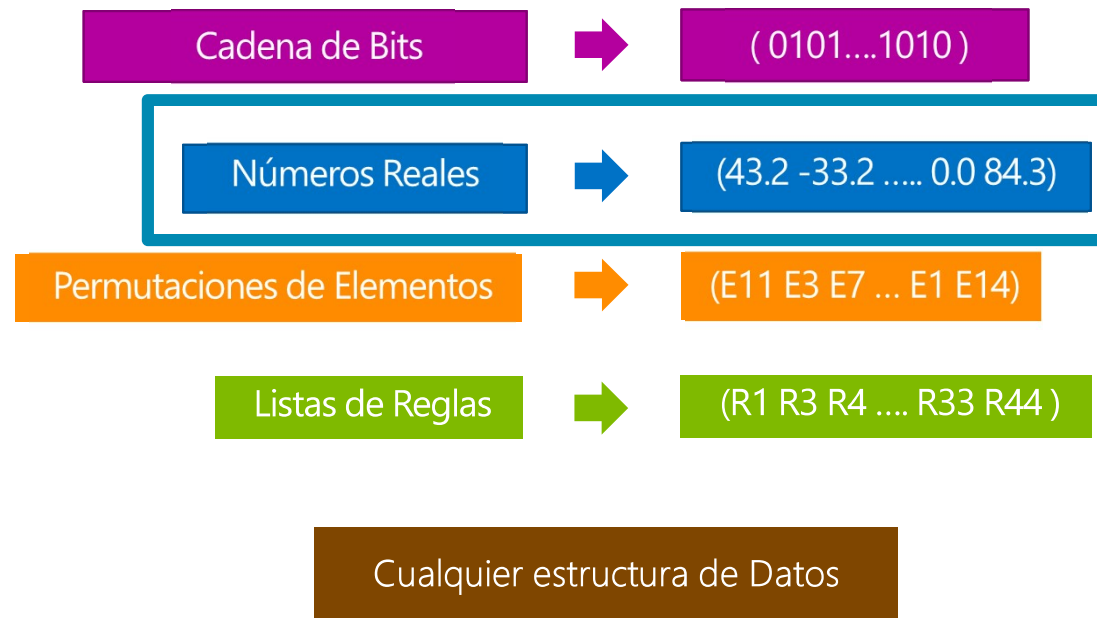 Cadena de Bits ( 0101....1010 )
Números Reales (43.2 -33.2 ..... 0.0 84.3)
Permutaciones de Elementos (E11 E3 E7 ... E1 E14)
Listas de Reglas (R1 R3 R4 .... R33 R44 )
Cualquier estructura de Datos